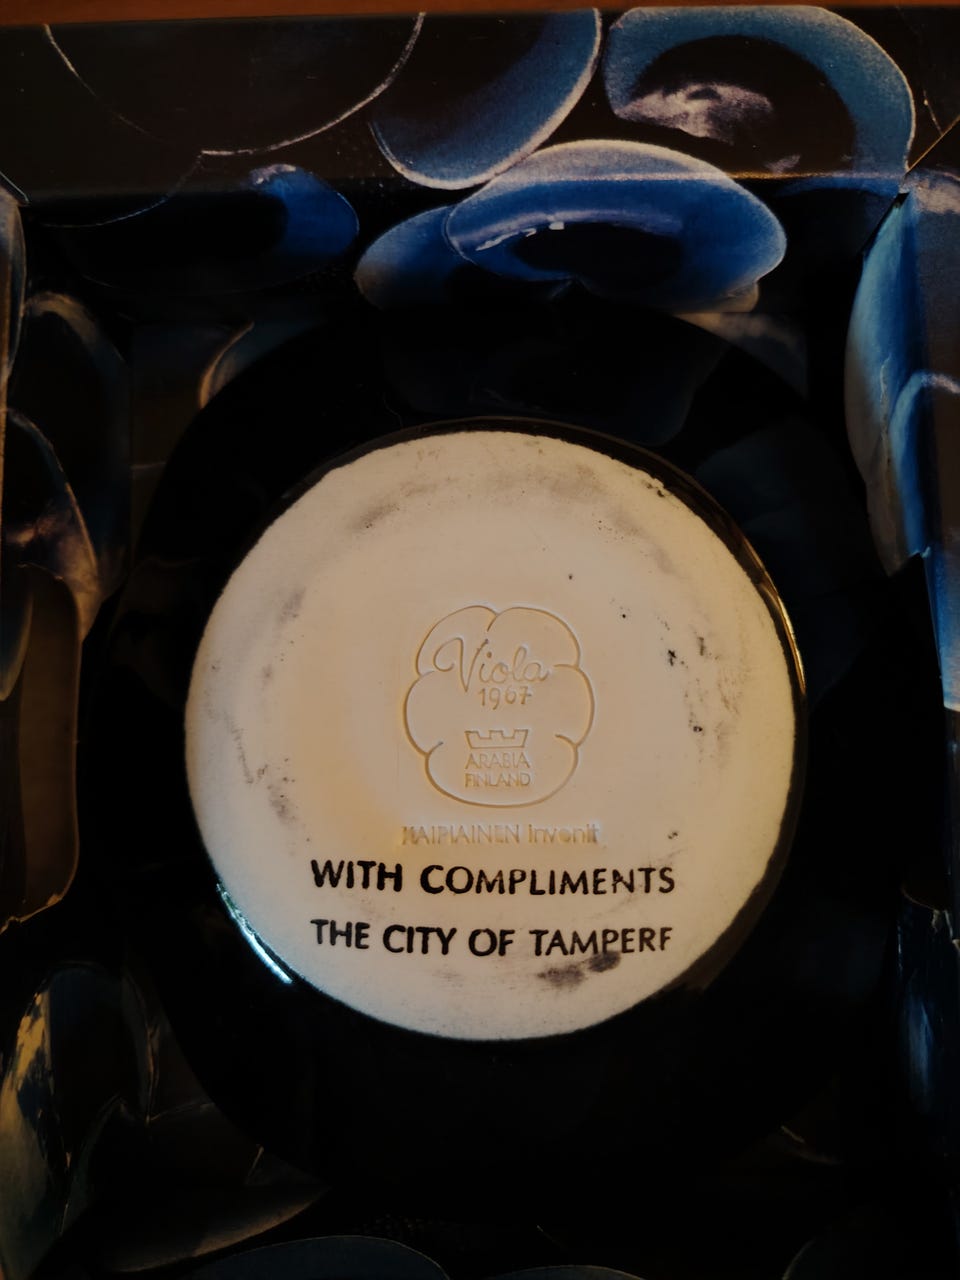 Viola
1967
ARABIA
FINLAND
KAIPIAINEN invenit
WITH COMPLIMENTS
THE CITY OF TAMPERE